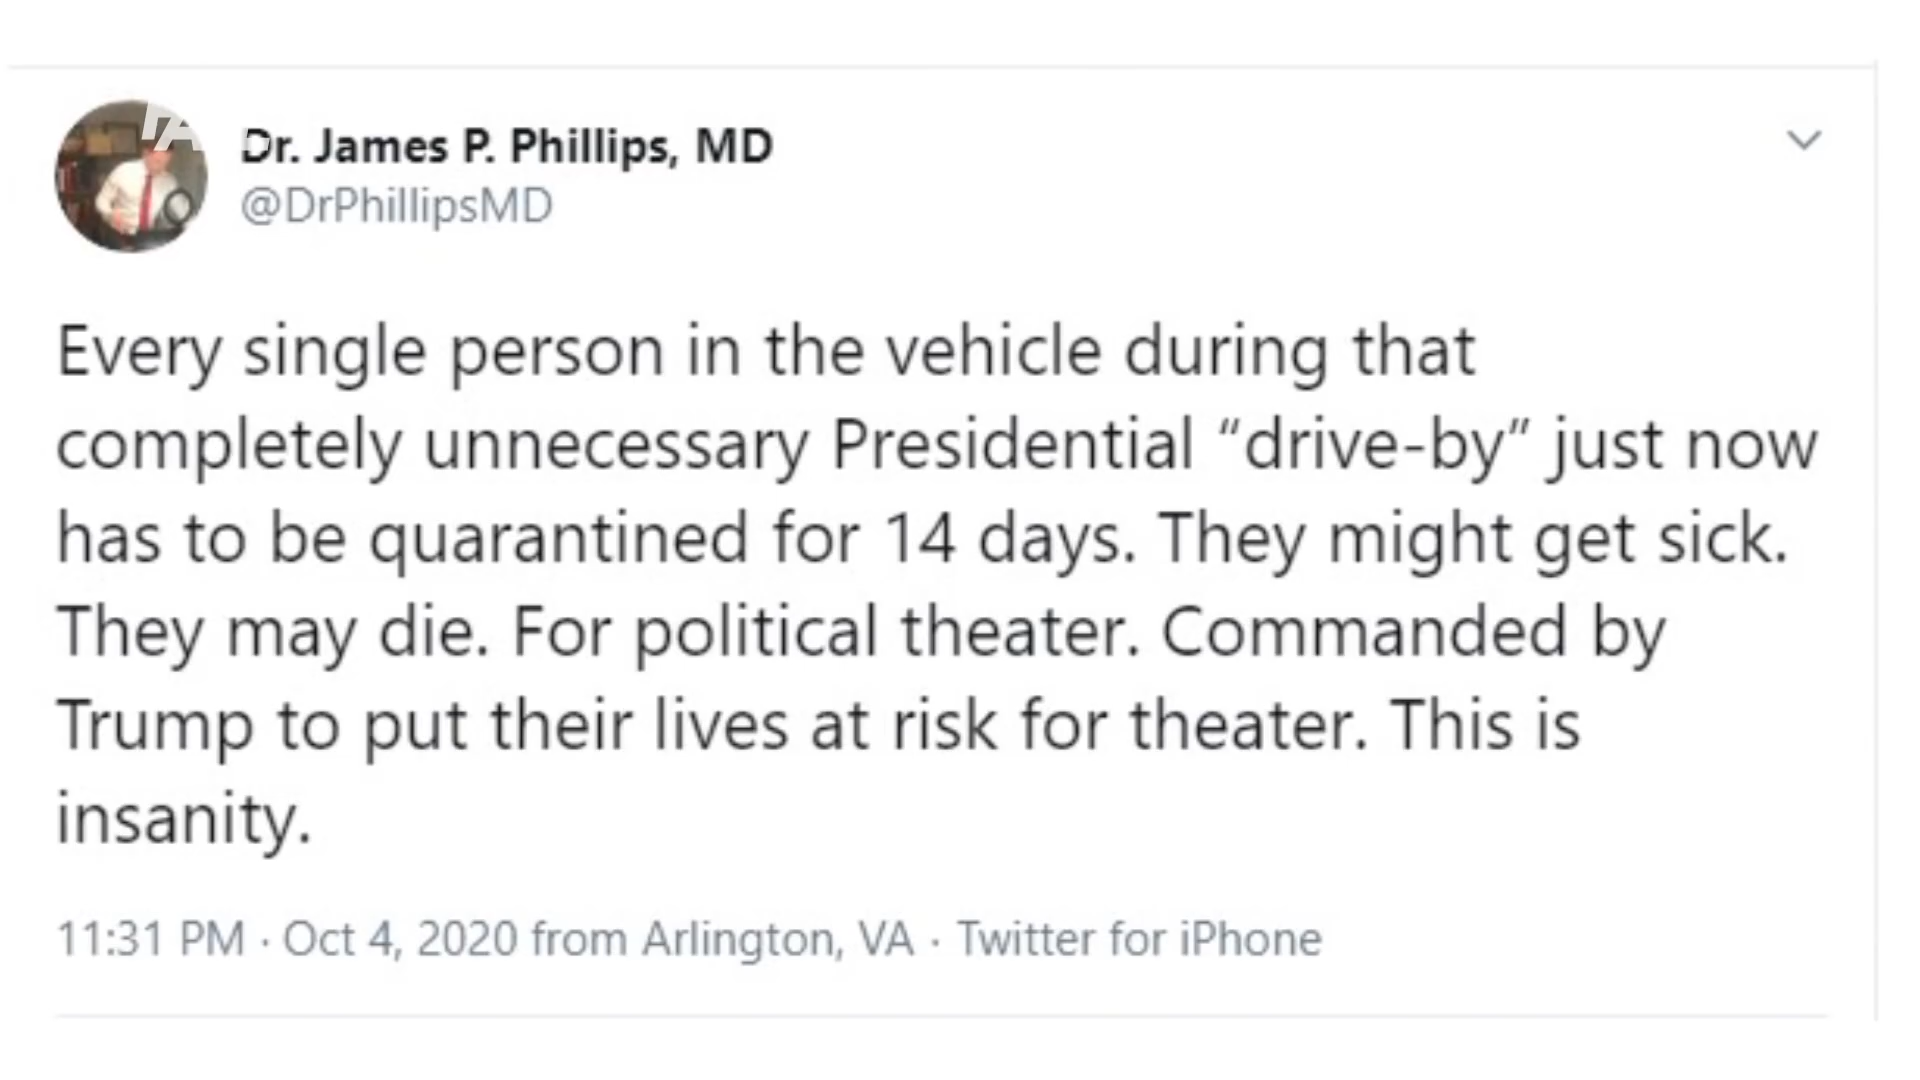 Dr. James P. Phillips, MD
@DrPhillipsMD
Every single person in the vehicle during that
completely unnecessary Presidential “drive-by” just now
has to be quarantined for 14 days. They might get sick.
They may die. For political theater. Commanded by
Trump to put their lives at risk for theater. This is
insanity.
11:31 PM · Oct 4, 2020 from Arlington, VA · Twitter for iPhone